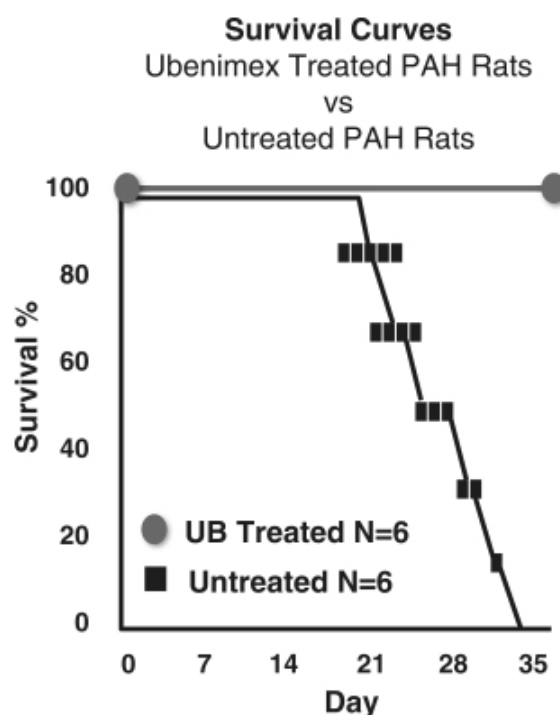 Survival Curves
Ubenimex Treated PAH Rats
vs
Untreated PAH Rats
100
80
60
40
20
0
Survival %
UB Treated N=6
Untreated N=6
0 7 14 21 28 35
Day